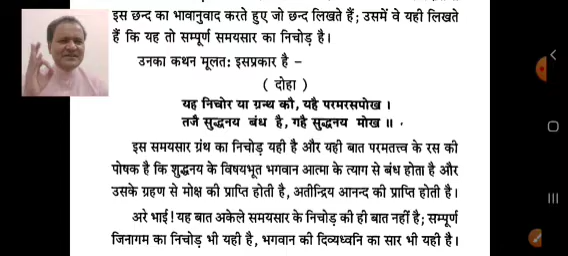 इस छन्द का भावानुवाद करते हुए जो छन्द लिखते हैं; उसमें वे यही लिखते
हैं कि यह तो सम्पूर्ण समयसार का निचोड़ है।
उनका कथन मूलतः इसप्रकार है –
( दोहा )
यह निचोर या ग्रन्थ कौ, यहै परमरसपोख ।
तजै सुद्धनय बंध है, गहै सुद्धनय मोख ॥
इस समयसार ग्रंथ का निचोड़ यही है और यही बात परमतत्त्व के रस की
पोषक है कि शुद्धनय के विषयभूत भगवान आत्मा के त्याग से बंध होता है और
उसके ग्रहण से मोक्ष की प्राप्ति होती है, अतीन्द्रिय आनन्द की प्राप्ति होती है।
अरे भाई! यह बात अकेले समयसार के निचोड़ की ही बात नहीं है; सम्पूर्ण
जिनागम का निचोड़ भी यही है, भगवान की दिव्यध्वनि का सार भी यही है।